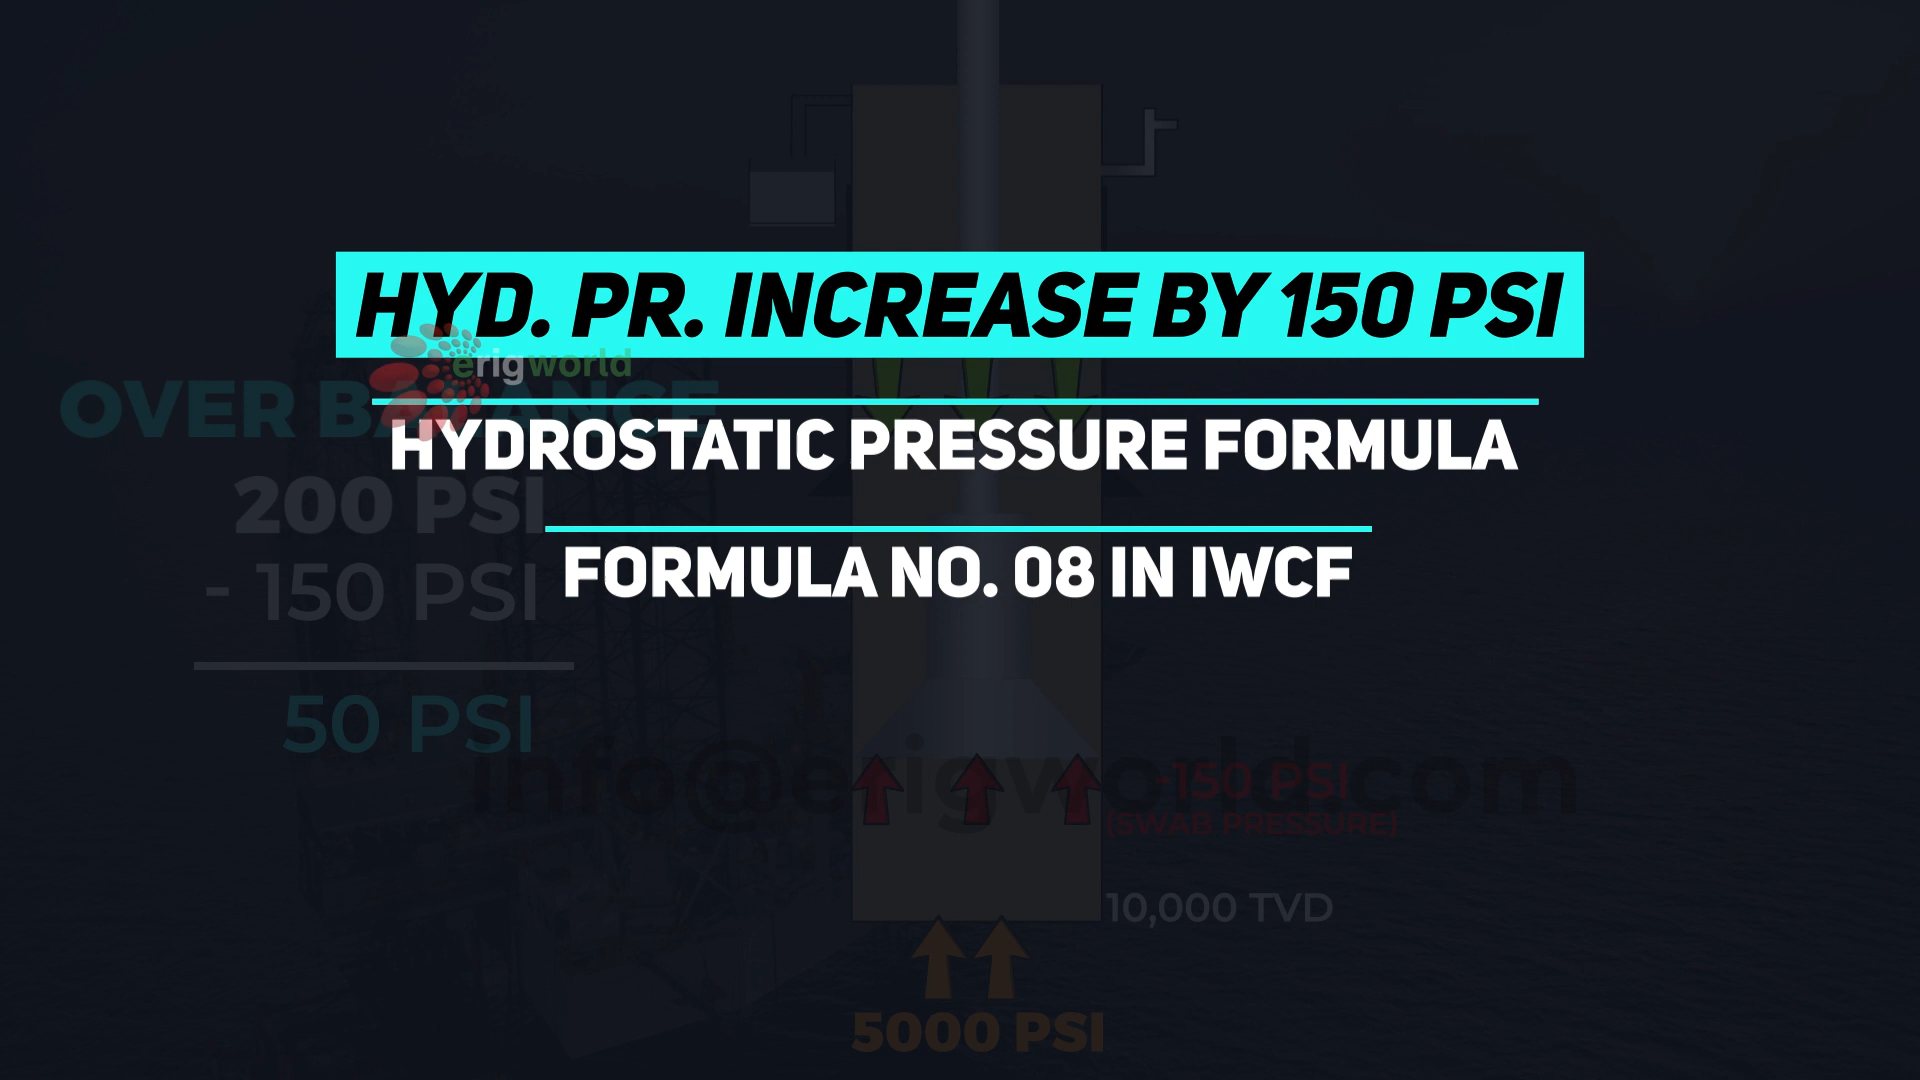 HYD. PR. INCREASE BY 150 PSI
erigworld
OVER BALANCE
HYDROSTATIC PRESSURE FORMULA
200 PSI
- 150 PSI
FORMULA NO. 08 IN IWCF
50 PSI
info@erigworld.com
-150 PSI
(SWAB PRESSURE)
10,000 TVD
5000 PSI